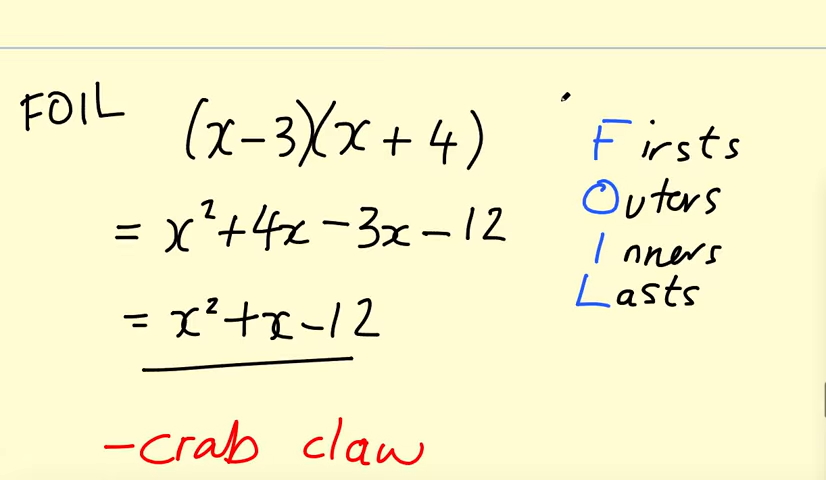 FOIL (x-3)(x+4)
= x²+4x-3x-12
= x²+x-12
-crab claw
Firsts
Outers
Inners
Lasts